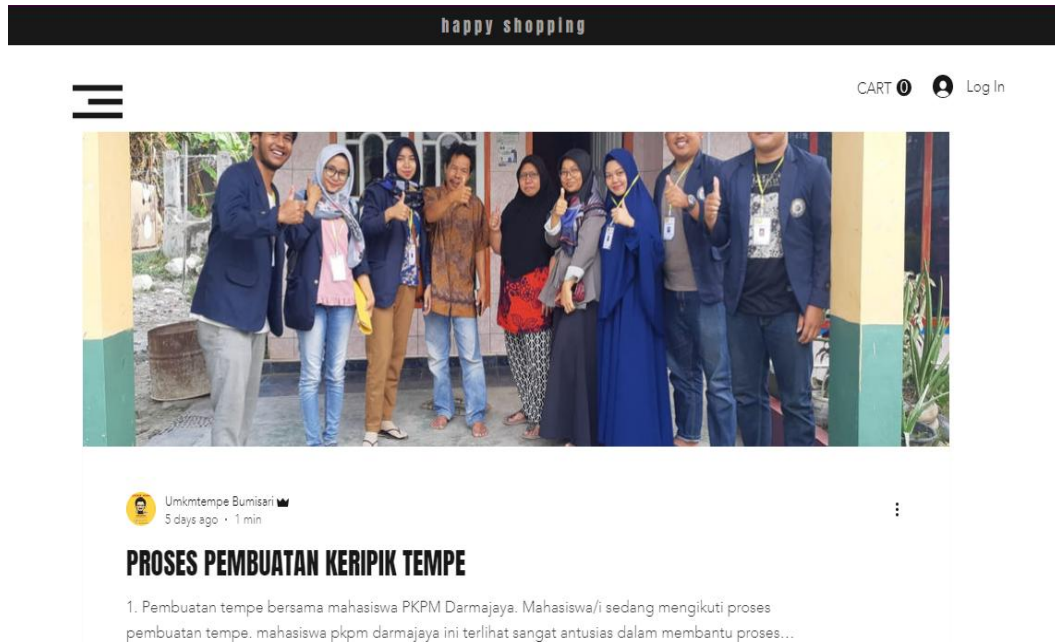 happy shopping
CART 0
Log In
Umkmtempe Bumisari
5 days ago · 1 min
PROSES PEMBUATAN KERIPIK TEMPE
1. Pembuatan tempe bersama mahasiswa PKPM Darmajaya. Mahasiswa/i sedang mengikuti proses
pembuatan tempe. mahasiswa pkpm darmajaya ini terlihat sangat antusias dalam membantu proses...